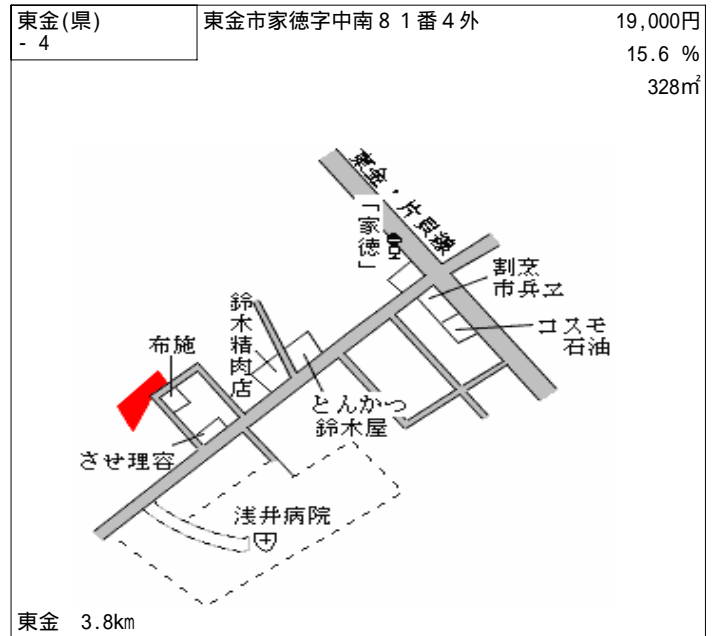 東金(県)
- 4
東金市家徳字中南８１番４外
19,000円
15.6 %
328㎡
東金・片貝線
「家徳」
割烹
市兵ヱ
コスモ
石油
鈴木精肉店
布施
とんかつ
鈴木屋
させ理容
浅井病院
東金 3.8km